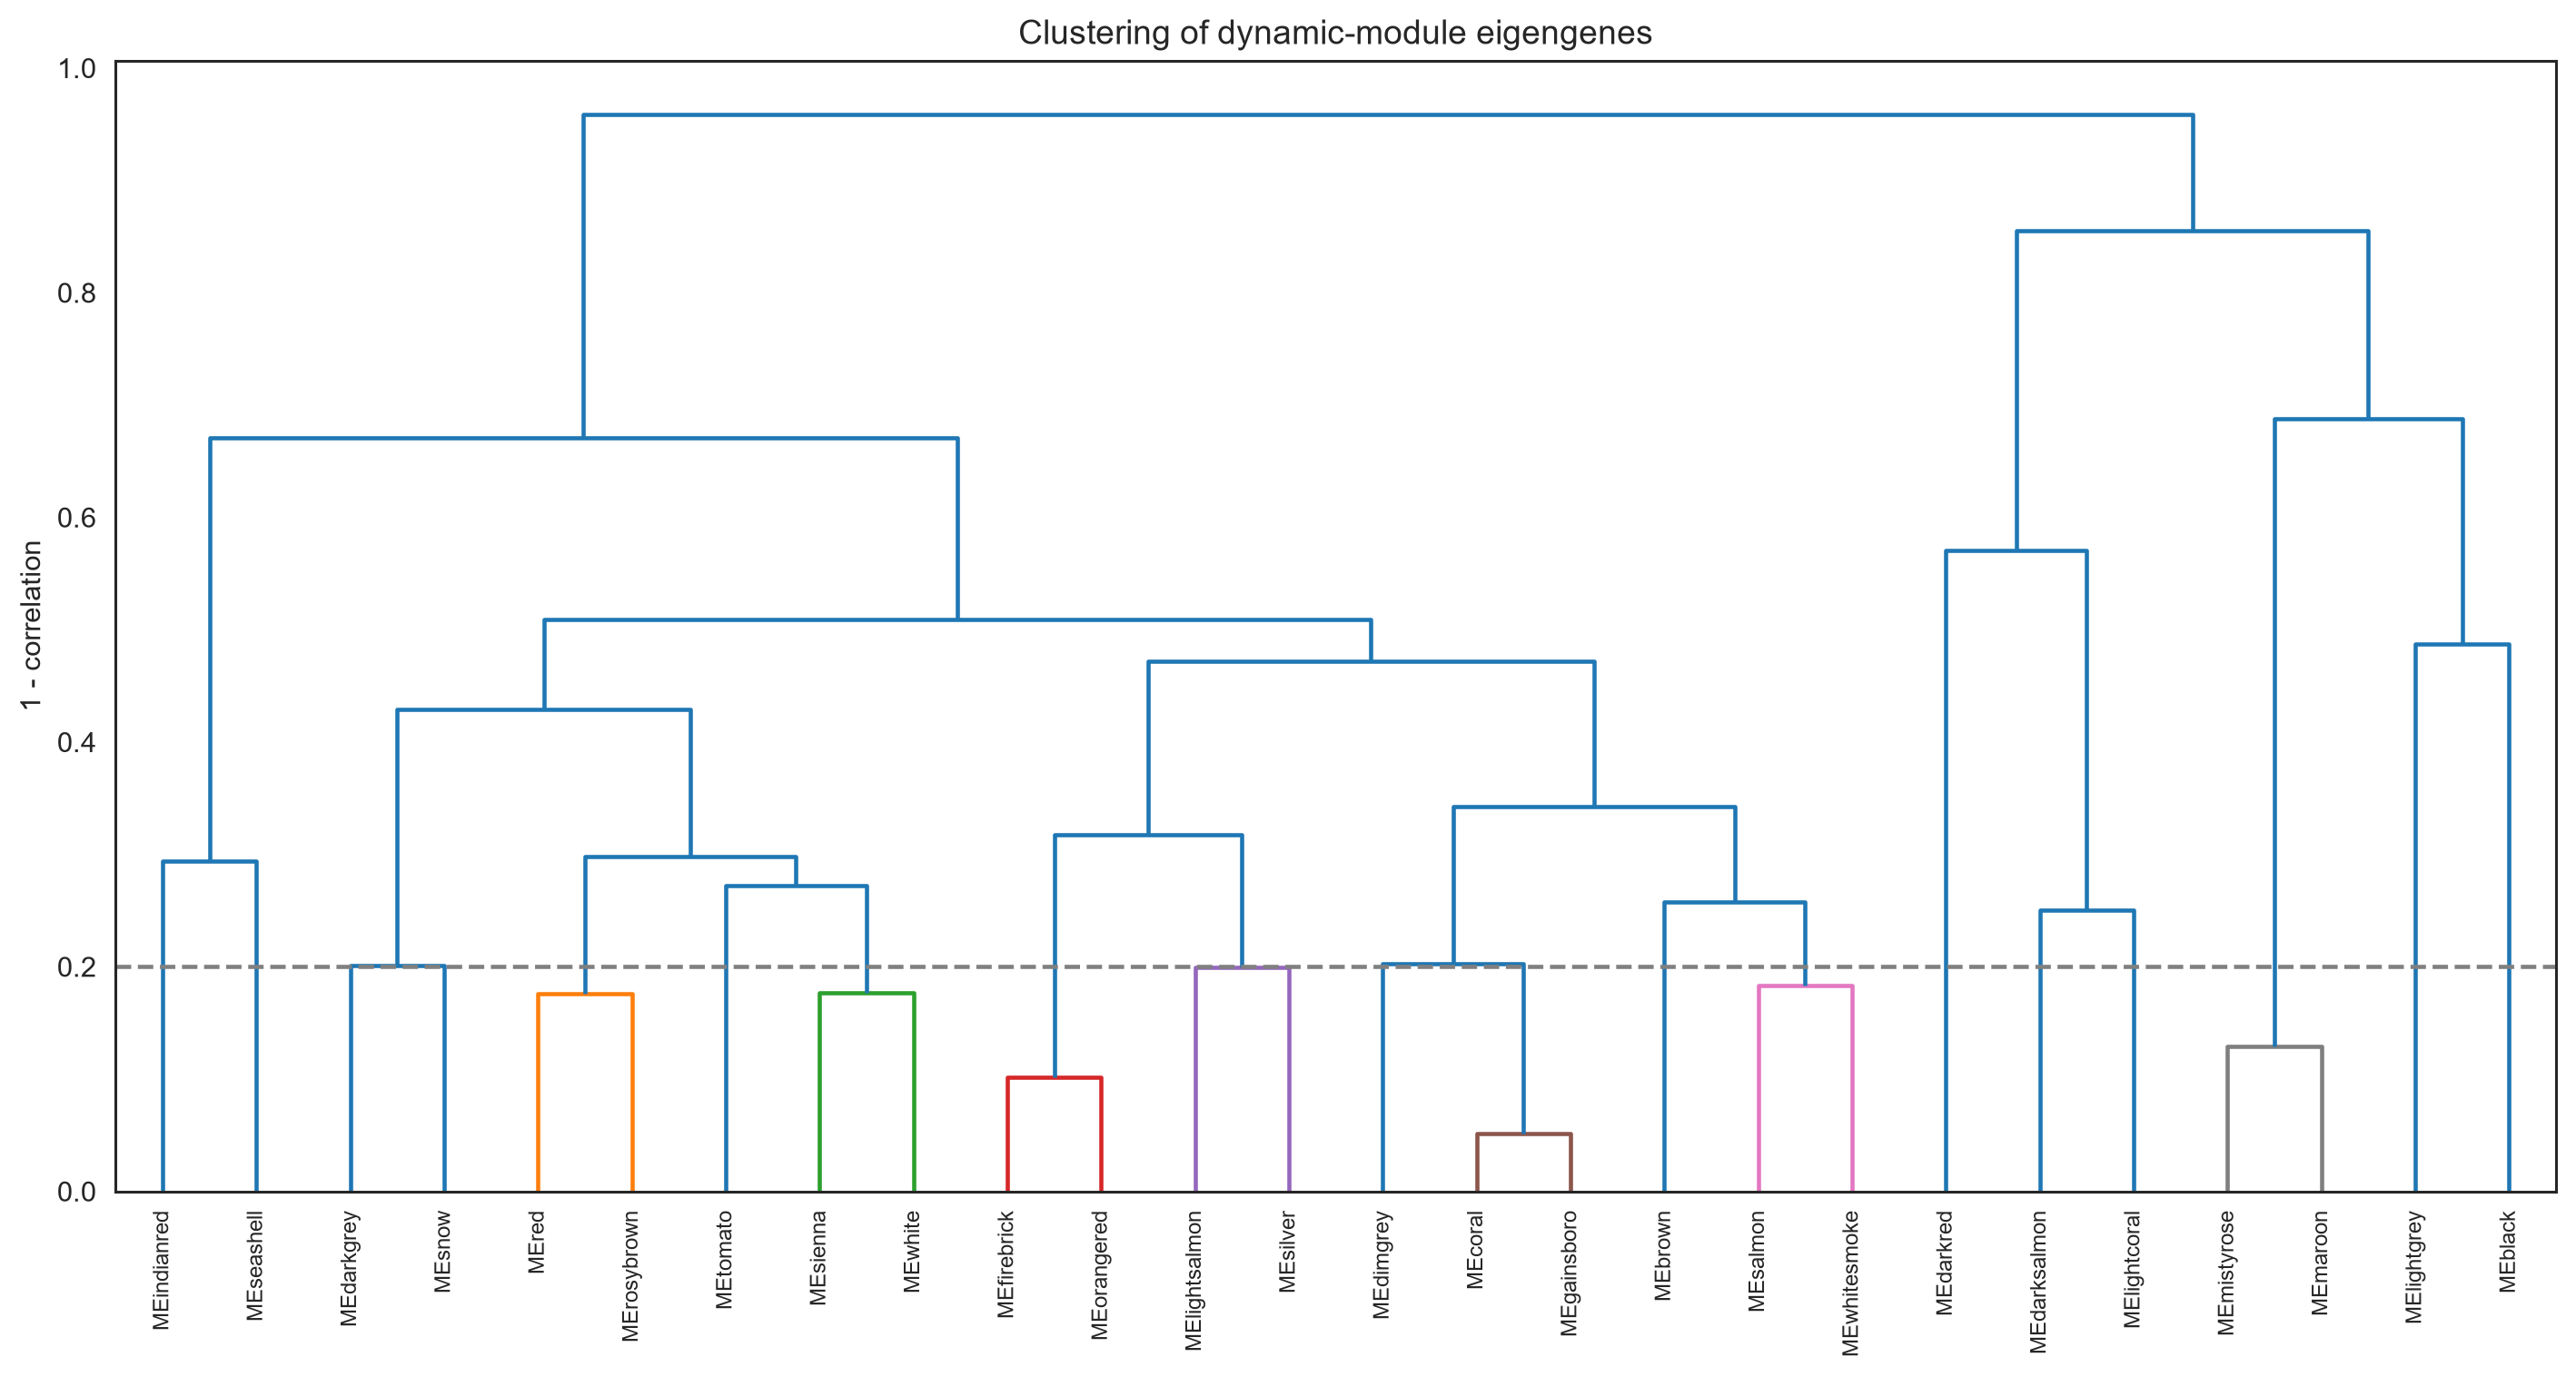 Clustering of dynamic-module eigengenes
1.0
0.8
0.6
0.4
0.2
0.0
1 - correlation
MEindianred
MEseashell
MEdarkgrey
MEsnow
MEred
MErosybrown
MEtomato
MEsienna
MEwhite
MEfirebrick
MEorangered
MElightsalmon
MEsilver
MEdimgrey
MEcoral
MEgainsboro
MEbrown
MEsalmon
MEwhitesmoke
MEdarkred
MEdarksalmon
MElightcoral
MEmistyrose
MEmaroon
MElightgrey
MEblack